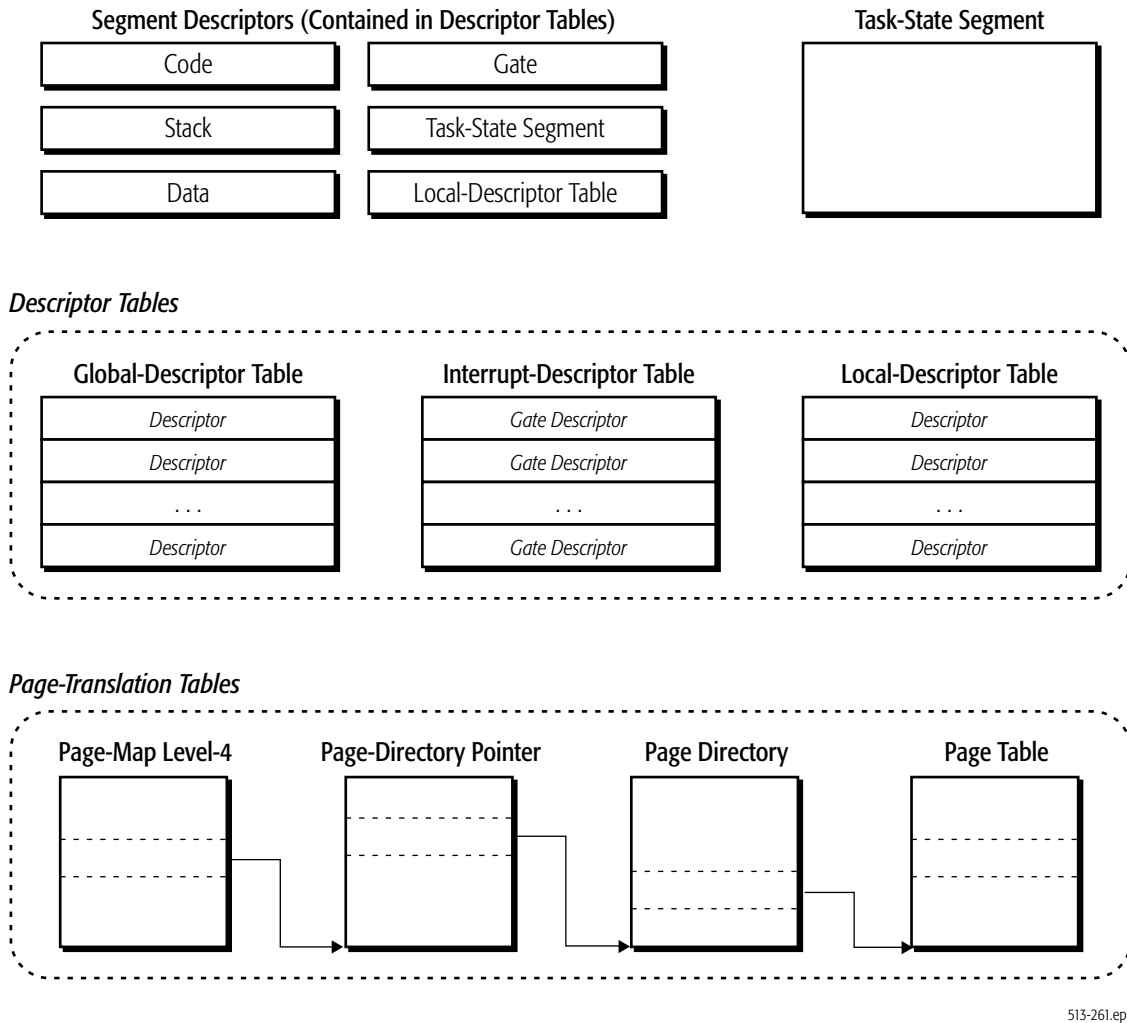 Segment Descriptors (Contained in Descriptor Tables)
Task-State Segment
Code
Gate
Stack
Task-State Segment
Data
Local-Descriptor Table
Descriptor Tables
Global-Descriptor Table
Interrupt-Descriptor Table
Local-Descriptor Table
Descriptor
Gate Descriptor
Descriptor
Descriptor
Gate Descriptor
Descriptor
. . .
. . .
. . .
Descriptor
Gate Descriptor
Descriptor
Page-Translation Tables
Page-Map Level-4
Page-Directory Pointer
Page Directory
Page Table
513-261.ep